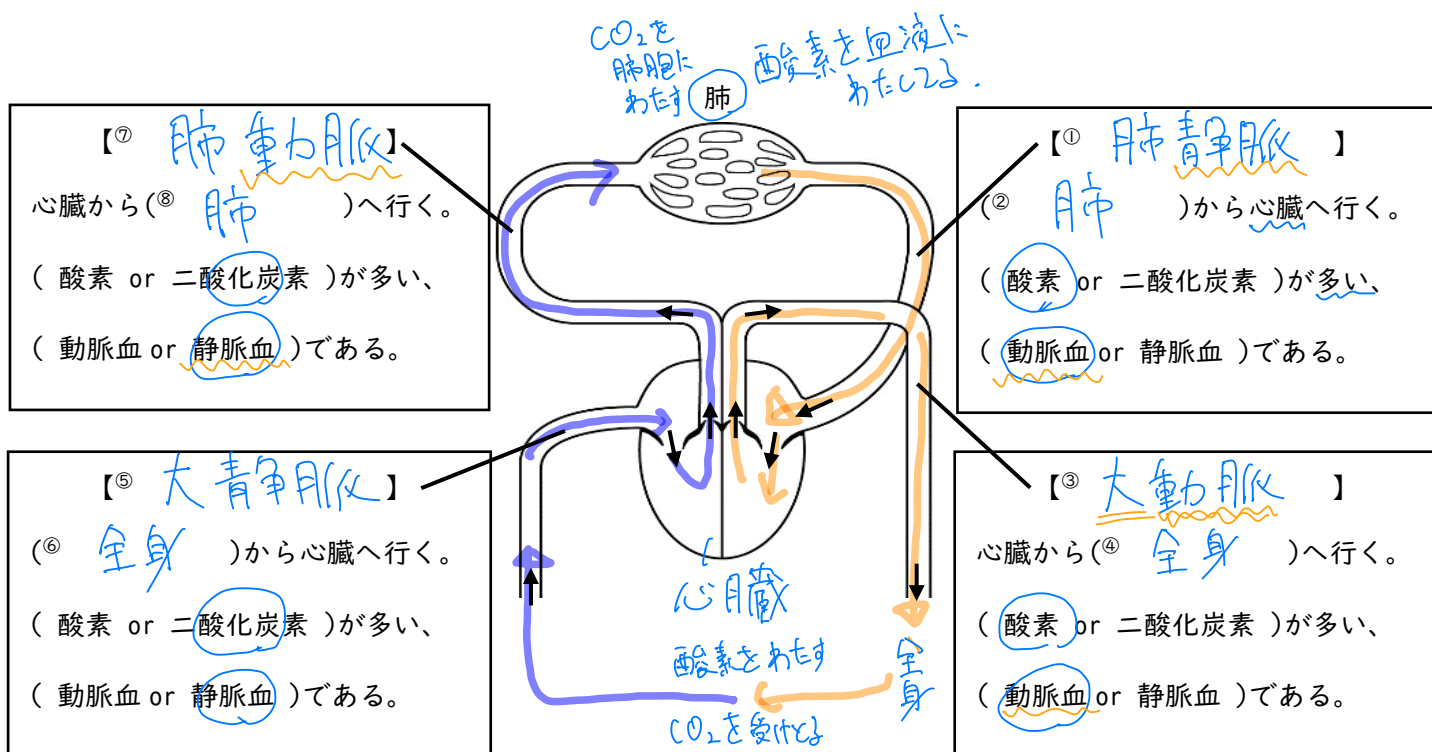 CO₂を
肺胞に
わたす
肺
酸素を血液に
わたしてる.
【⑦ 肺動脈】
心臓から(⑧ 肺 )へ行く。
( 酸素 or 二酸化炭素 )が多い、
( 動脈血 or 静脈血 )である。
【① 肺静脈 】
(② 肺 )から心臓へ行く。
( 酸素 or 二酸化炭素 )が多い、
( 動脈血 or 静脈血 )である。
【⑤ 大静脈 】
(⑥ 全身 )から心臓へ行く。
( 酸素 or 二酸化炭素 )が多い、
( 動脈血 or 静脈血 )である。
【③ 大動脈 】
心臓から(④ 全身 )へ行く。
( 酸素 or 二酸化炭素 )が多い、
( 動脈血 or 静脈血 )である。
心臓
酸素をわたす
CO₂を受けとる
全身